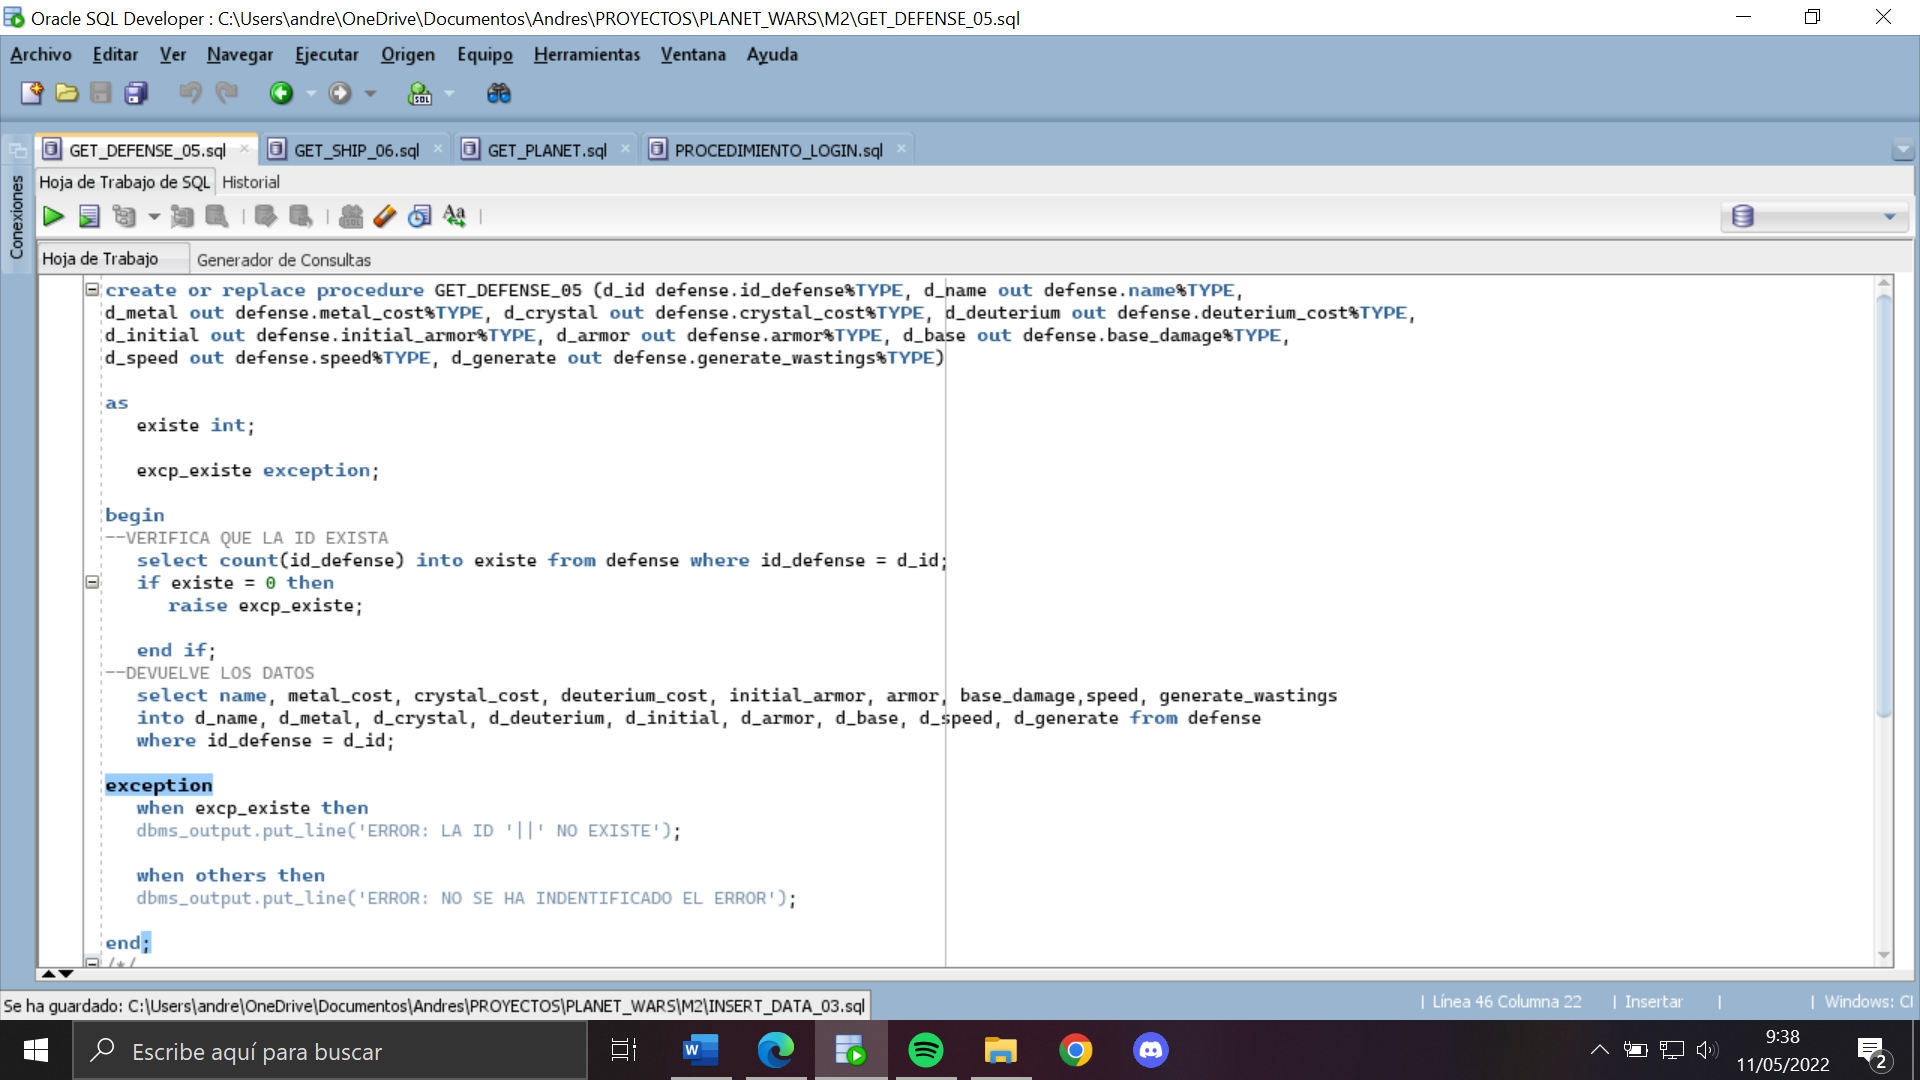 Oracle SQL Developer : C:\Users\andre\OneDrive\Documentos\Andres\PROYECTOS\PLANET_WARS\M2\GET_DEFENSE_05.sql
Archivo Editar Ver Navegar Ejecutar Origen Equipo Herramientas Ventana Ayuda
SQL
GET_DEFENSE_05.sql GET_SHIP_06.sql GET_PLANET.sql PROCEDIMIENTO_LOGIN.sql
Conexiones
Hoja de Trabajo de SQL Historial
Aa
Hoja de Trabajo Generador de Consultas
create or replace procedure GET_DEFENSE_05 (d_id defense.id_defense%TYPE, d_name out defense.name%TYPE,
d_metal out defense.metal_cost%TYPE, d_crystal out defense.crystal_cost%TYPE, d_deuterium out defense.deuterium_cost%TYPE,
d_initial out defense.initial_armor%TYPE, d_armor out defense.armor%TYPE, d_base out defense.base_damage%TYPE,
d_speed out defense.speed%TYPE, d_generate out defense.generate_wastings%TYPE)
as
existe int;
excp_existe exception;
begin
--VERIFICA QUE LA ID EXISTA
select count(id_defense) into existe from defense where id_defense = d_id;
if existe = 0 then
raise excp_existe;
end if;
--DEVUELVE LOS DATOS
select name, metal_cost, crystal_cost, deuterium_cost, initial_armor, armor, base_damage,speed, generate_wastings
into d_name, d_metal, d_crystal, d_deuterium, d_initial, d_armor, d_base, d_speed, d_generate from defense
where id_defense = d_id;
exception
when excp_existe then
dbms_output.put_line('ERROR: LA ID '||' NO EXISTE');
when others then
dbms_output.put_line('ERROR: NO SE HA INDENTIFICADO EL ERROR');
end;
/*/
Se ha guardado: C:\Users\andre\OneDrive\Documentos\Andres\PROYECTOS\PLANET_WARS\M2\INSERT_DATA_03.sql
Línea 46 Columna 22 | Insertar | | Windows: Cl
Escribe aquí para buscar
W
9:38
11/05/2022
2